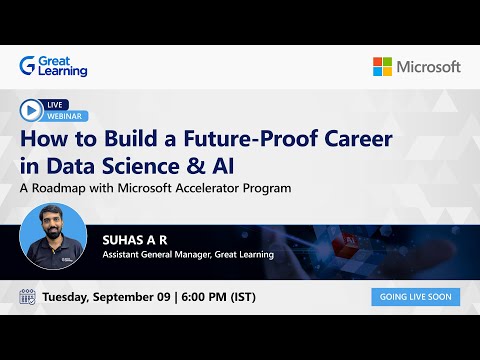 Great
Learning
Microsoft
LIVE
WEBINAR
How to Build a Future-Proof Career
in Data Science & AI
A Roadmap with Microsoft Accelerator Program
AI
SUHAS A R
Assistant General Manager, Great Learning
Tuesday, September 09 | 6:00 PM (IST)
GOING LIVE SOON